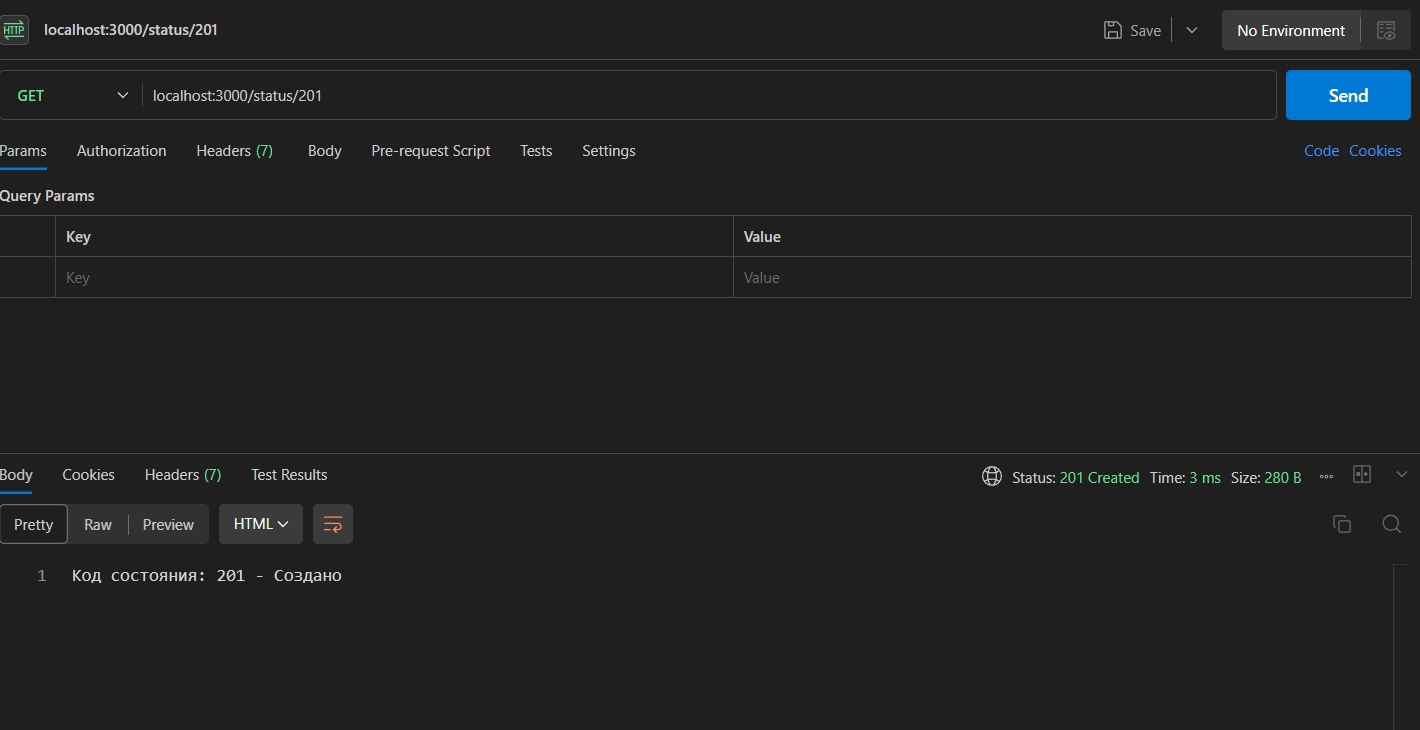 HTTP localhost:3000/status/201 Save No Environment
GET localhost:3000/status/201 Send
Params Authorization Headers (7) Body Pre-request Script Tests Settings Code Cookies
Query Params
Key Value
Key Value
Body Cookies Headers (7) Test Results Status: 201 Created Time: 3 ms Size: 280 B
Pretty Raw Preview HTML
1 Код состояния: 201 - Создано